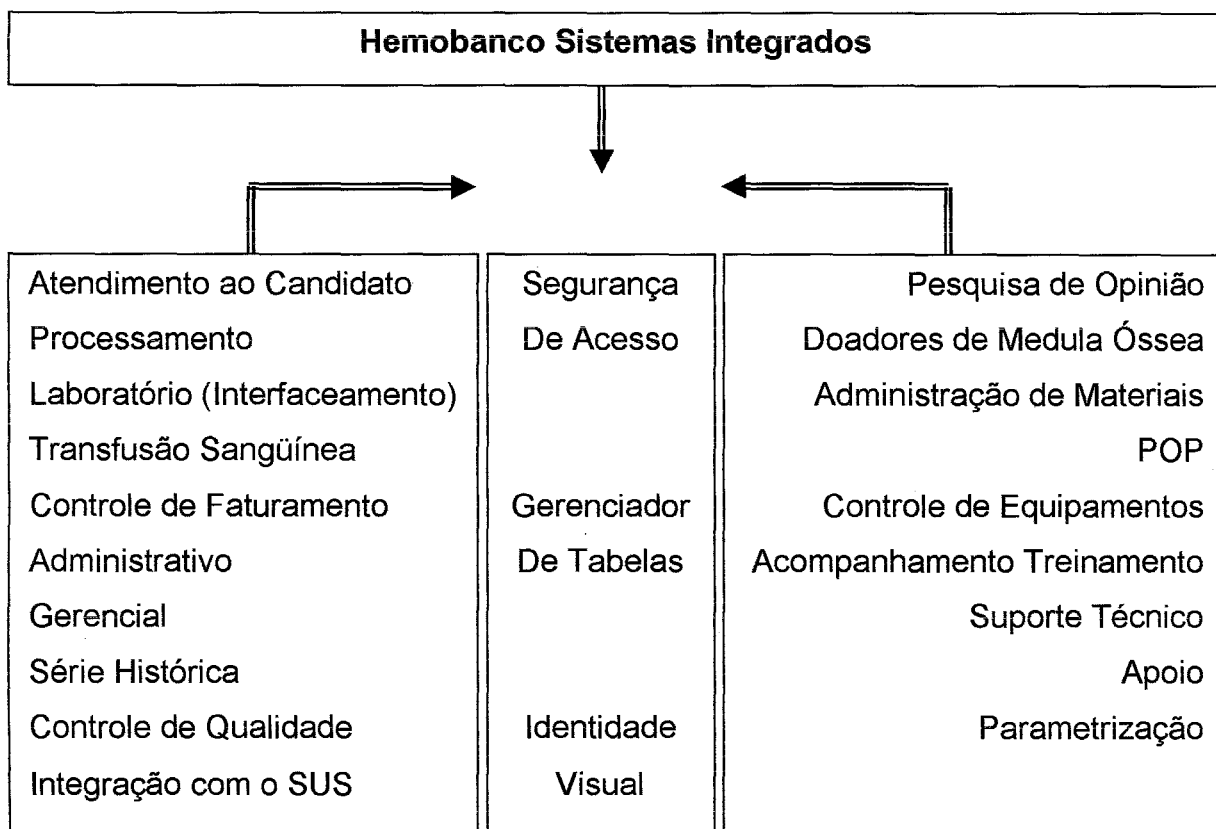 Hemobanco Sistemas Integrados
Atendimento ao Candidato
Processamento
Laboratório (Interfaceamento)
Transfusão Sangüínea
Controle de Faturamento
Administrativo
Gerencial
Série Histórica
Controle de Qualidade
Integração com o SUS
Segurança
De Acesso
Gerenciador
De Tabelas
Identidade
Visual
Pesquisa de Opinião
Doadores de Medula Óssea
Administração de Materiais
POP
Controle de Equipamentos
Acompanhamento Treinamento
Suporte Técnico
Apoio
Parametrização